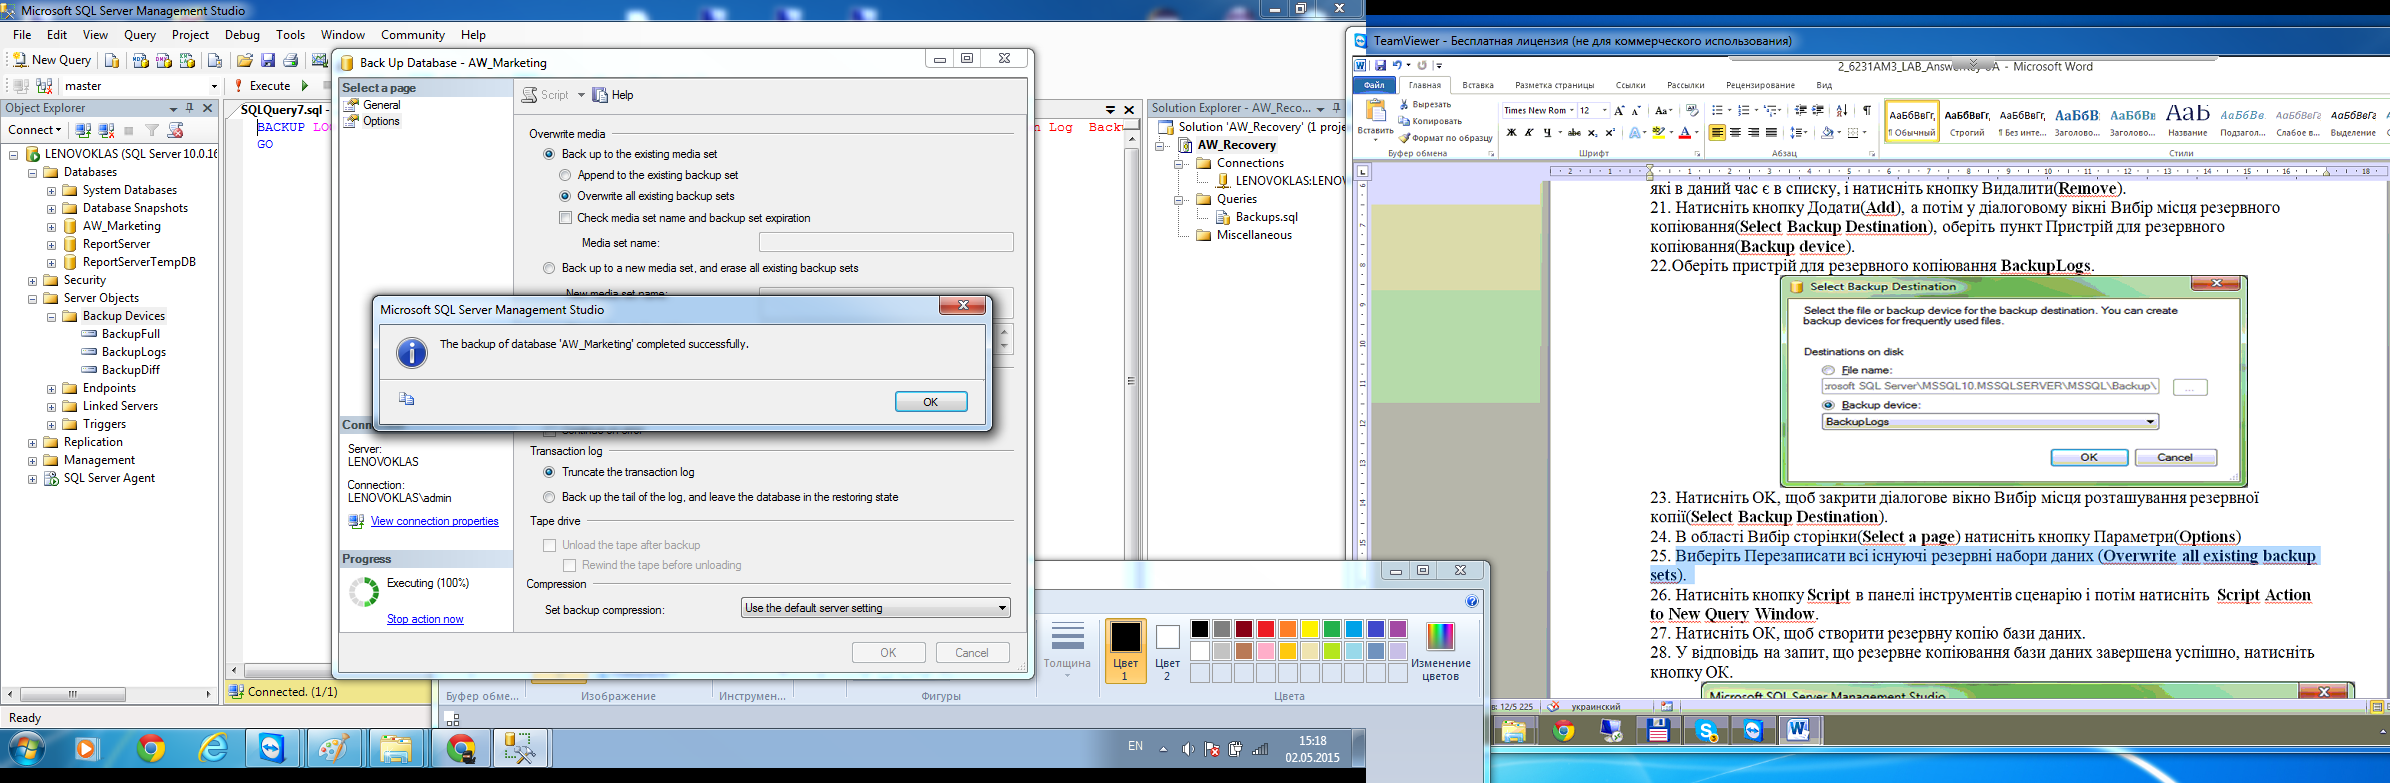 Microsoft SQL Server Management Studio
File Edit View Query Project Debug Tools Window Community Help
New Query
master
Execute
Object Explorer
Connect
LENOVOKLAS (SQL Server 10.0.16
Databases
System Databases
Database Snapshots
AW_Marketing
ReportServer
ReportServerTempDB
Security
Server Objects
Backup Devices
BackupFull
BackupLogs
BackupDiff
Endpoints
Linked Servers
Triggers
Replication
Management
SQL Server Agent
Ready
SQLQuery7.sql -
BACKUP LOG
GO
n Log Backu
Connected. (1/1)
Back Up Database - AW_Marketing
Select a page
General
Options
Script Help
Overwrite media
Back up to the existing media set
Append to the existing backup set
Overwrite all existing backup sets
Check media set name and backup set expiration
Media set name:
Back up to a new media set, and erase all existing backup sets
New media set name:
Microsoft SQL Server Management Studio
The backup of database 'AW_Marketing' completed successfully.
OK
Continue on error
Transaction log
Truncate the transaction log
Back up the tail of the log, and leave the database in the restoring state
Tape drive
Unload the tape after backup
Rewind the tape before unloading
Compression
Set backup compression: Use the default server setting
OK Cancel
Server:
LENOVOKLAS
Connection:
LENOVOKLAS\admin
View connection properties
Progress
Executing (100%)
Stop action now
Solution Explorer - AW_Reco...
Solution 'AW_Recovery' (1 proje
AW_Recovery
Connections
LENOVOKLAS:LENOV
Queries
Backups.sql
Miscellaneous
Толщина
Цвет 1
Цвет 2
Изменение цветов
Буфер обме... Изображение Инструмен... Фигуры Цвета
EN
15:18
02.05.2015
TeamViewer - Бесплатная лицензия (не для коммерческого использования)
Microsoft Word
Файл Главная Вставка Разметка страницы Ссылки Рассылки Рецензирование Вид
Вставить
Вырезать
Копировать
Формат по образцу
Буфер обмена
Times New Rom 12
Шрифт
Абзац
АаБбВвГг, АаБбВвГг, АаБбВвГг, АаБбВ АаБбВв АаБ АаБбВв. АаБбВвГг АаБбВвГг
¶ Обычный Строгий ¶ Без инте... Заголово... Заголово... Название Подзагол... Слабое в... Выделение
Стили
які в даний час є в списку, і натисніть кнопку Видалити(Remove).
21. Натисніть кнопку Додати(Add), а потім у діалоговому вікні Вибір місця резервного
копіювання(Select Backup Destination), оберіть пункт Пристрій для резервного
копіювання(Backup device).
22.Оберіть пристрій для резервного копіювання BackupLogs.
Select Backup Destination
Select the file or backup device for the backup destination. You can create
backup devices for frequently used files.
Destinations on disk
File name:
:rosoft SQL Server\MSSQL10.MSSQLSERVER\MSSQL\Backup\ ...
Backup device:
BackupLogs
OK Cancel
23. Натисніть OK, щоб закрити діалогове вікно Вибір місця розташування резервної
копії(Select Backup Destination).
24. В області Вибір сторінки(Select a page) натисніть кнопку Параметри(Options)
25. Виберіть Перезаписати всі існуючі резервні набори даних (Overwrite all existing backup
sets).
26. Натисніть кнопку Script в панелі інструментів сценарію і потім натисніть Script Action
to New Query Window.
27. Натисніть ОК, щоб створити резервну копію бази даних.
28. У відповідь на запит, що резервне копіювання бази даних завершена успішно, натисніть
кнопку ОК.
Microsoft SQL Server Management Studio
в: 12/5 225 украинский